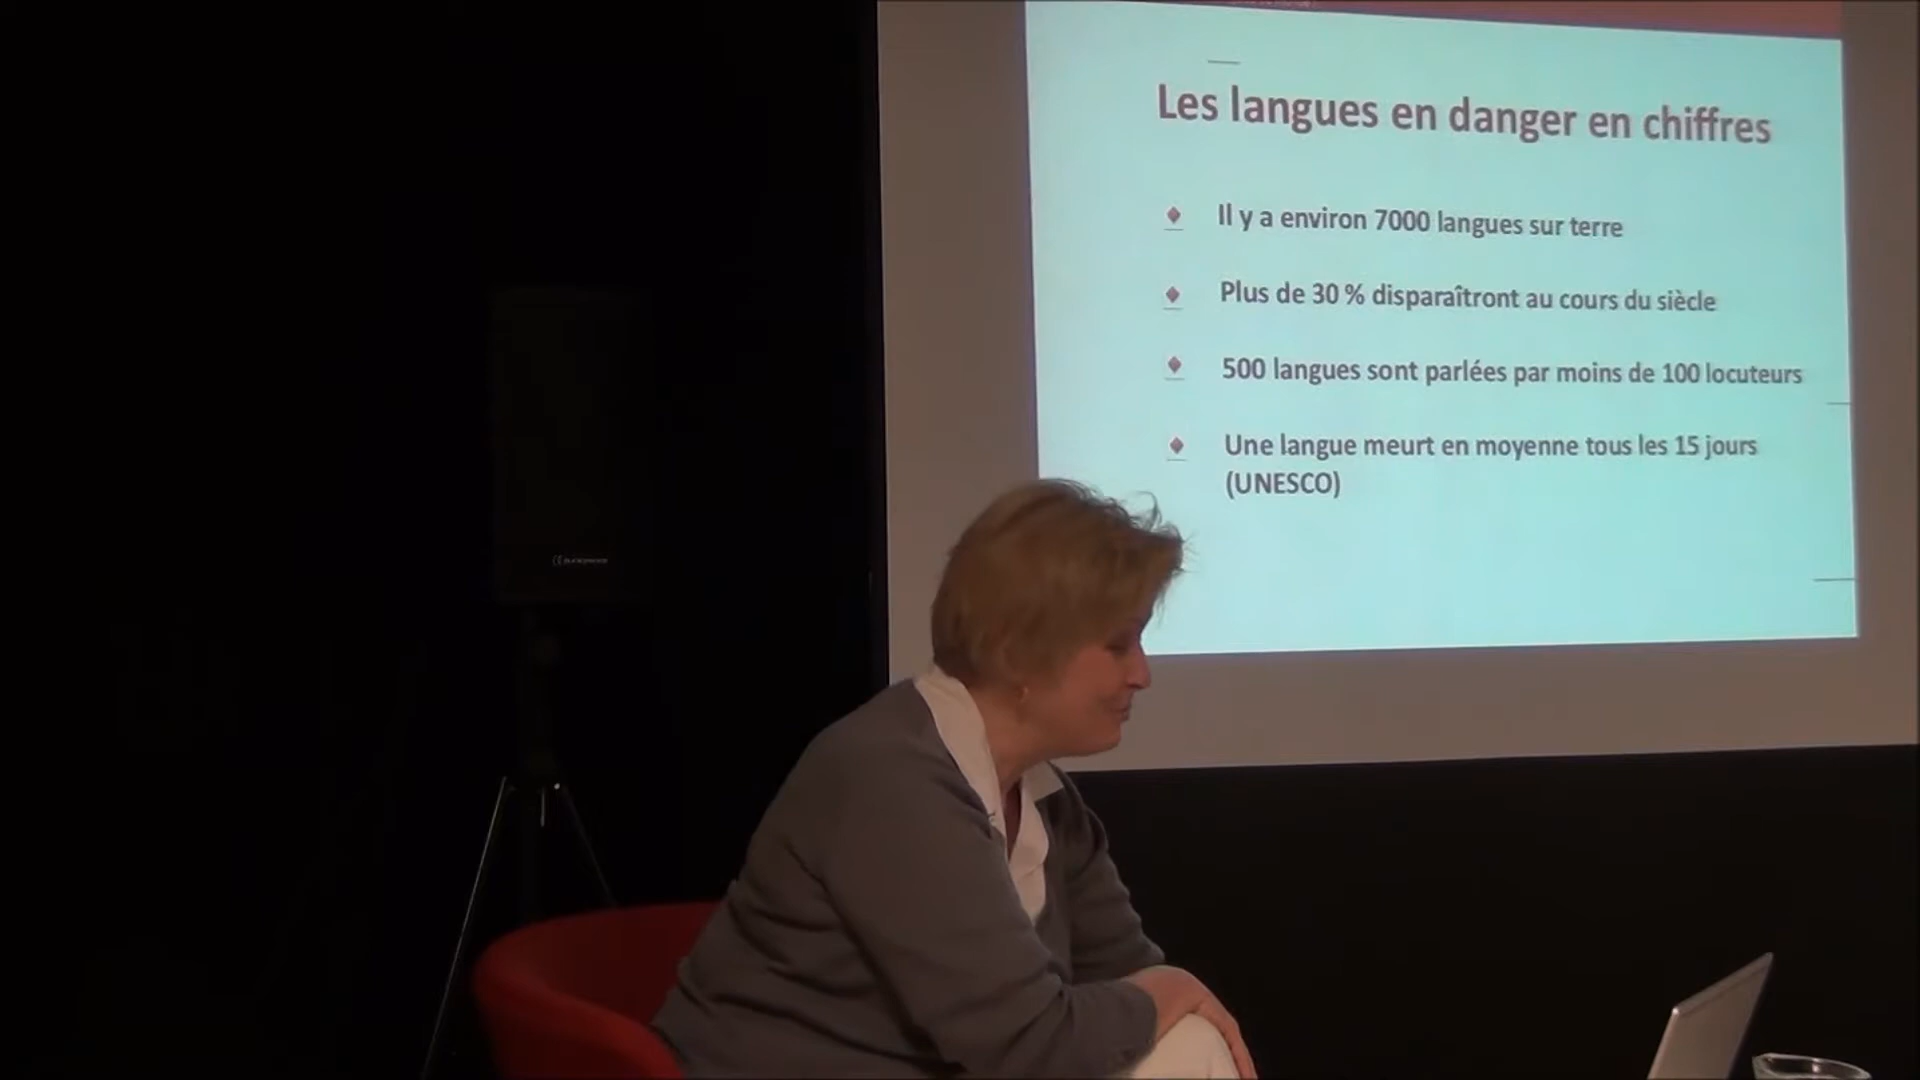 Les langues en danger en chiffres
Il y a environ 7000 langues sur terre
Plus de 30 % disparaîtront au cours du siècle
500 langues sont parlées par moins de 100 locuteurs
Une langue meurt en moyenne tous les 15 jours
(UNESCO)